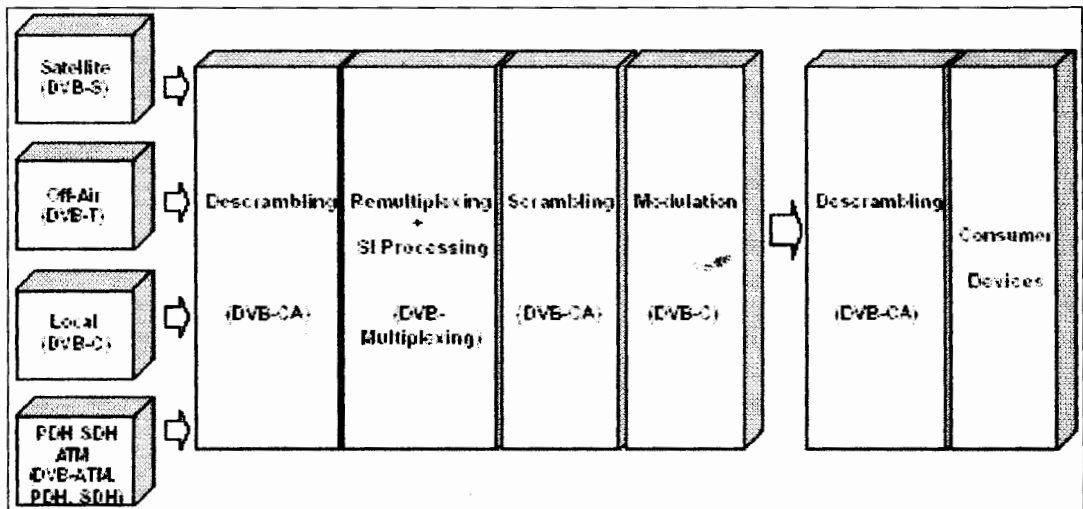 Satellite
(DVB-S)
Off-Air
(DVB-T)
Local
(DVB-C)
PDH, SDH
ATM
(DVB-ATM,
PDH, SDH)
Descrambling
(DVB-CA)
Remultiplexing
+
SI Processing
(DVB-
Multiplexing)
Scrambling
(DVB-CA)
Modulation
(DVB-C)
Descrambling
(DVB-CA)
Consumer
Devices